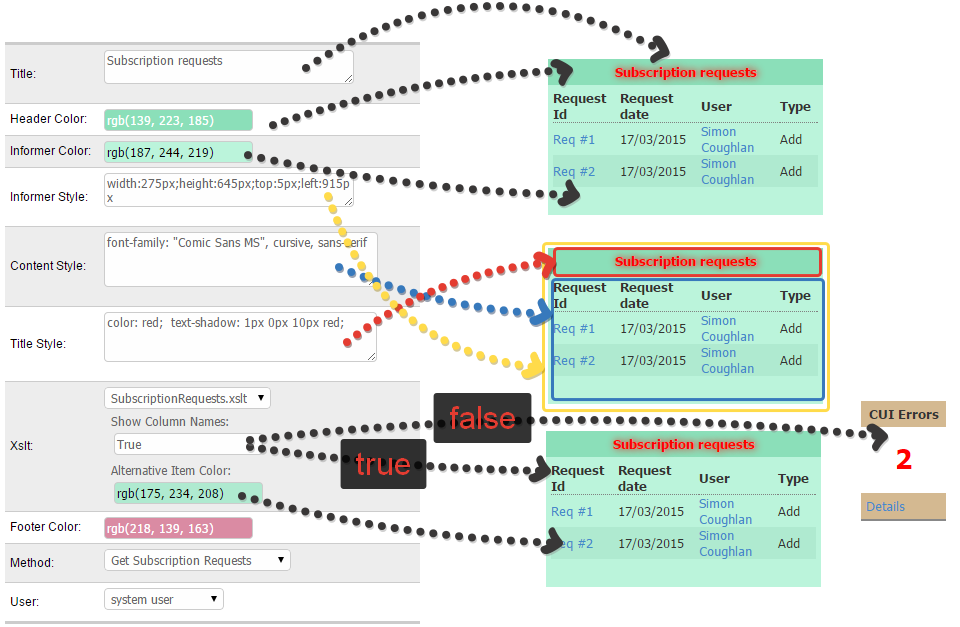 Title:
Subscription requests
Header Color:
rgb(139, 223, 185)
Informer Color:
rgb(187, 244, 219)
Informer Style:
width:275px;height:645px;top:5px;left:915p
x
Content Style:
font-family: "Comic Sans MS", cursive, sans-serif
Title Style:
color: red;  text-shadow: 1px 0px 10px red;
Xslt:
SubscriptionRequests.xslt
Show Column Names:
True
Alternative Item Color:
rgb(175, 234, 208)
Footer Color:
rgb(218, 139, 163)
Method:
Get Subscription Requests
User:
system user
false
true
Subscription requests
Request Id Request date User Type
Req #1 17/03/2015 Simon Coughlan Add
Req #2 17/03/2015 Simon Coughlan Add
Subscription requests
Request Id Request date User Type
Req #1 17/03/2015 Simon Coughlan Add
Req #2 17/03/2015 Simon Coughlan Add
Subscription requests
Request Id Request date User Type
Req #1 17/03/2015 Simon Coughlan Add
Req #2 17/03/2015 Simon Coughlan Add
CUI Errors
2
Details